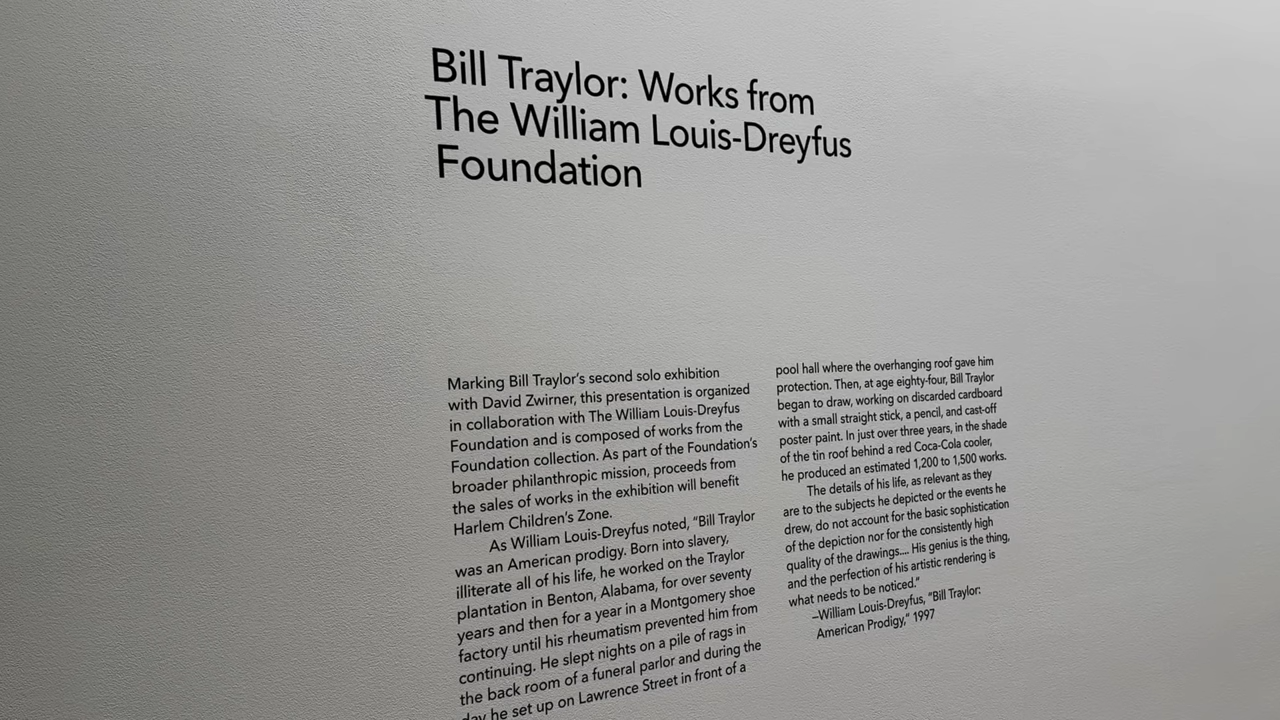 Bill Traylor: Works from
The William Louis-Dreyfus
Foundation
Marking Bill Traylor's second solo exhibition
with David Zwirner, this presentation is organized
in collaboration with The William Louis-Dreyfus
Foundation and is composed of works from the
Foundation collection. As part of the Foundation's
broader philanthropic mission, proceeds from
the sales of works in the exhibition will benefit
Harlem Children's Zone.
As William Louis-Dreyfus noted, "Bill Traylor
was an American prodigy. Born into slavery,
illiterate all of his life, he worked on the Traylor
plantation in Benton, Alabama, for over seventy
years and then for a year in a Montgomery shoe
factory until his rheumatism prevented him from
continuing. He slept nights on a pile of rags in
the back room of a funeral parlor and during the
day he set up on Lawrence Street in front of a
pool hall where the overhanging roof gave him
protection. Then, at age eighty-four, Bill Traylor
began to draw, working on discarded cardboard
with a small straight stick, a pencil, and cast-off
poster paint. In just over three years, in the shade
of the tin roof behind a red Coca-Cola cooler,
he produced an estimated 1,200 to 1,500 works.
The details of his life, as relevant as they
are to the subjects he depicted or the events he
drew, do not account for the basic sophistication
of the depiction nor for the consistently high
quality of the drawings.... His genius is the thing,
and the perfection of his artistic rendering is
what needs to be noticed."
–William Louis-Dreyfus, "Bill Traylor:
American Prodigy," 1997